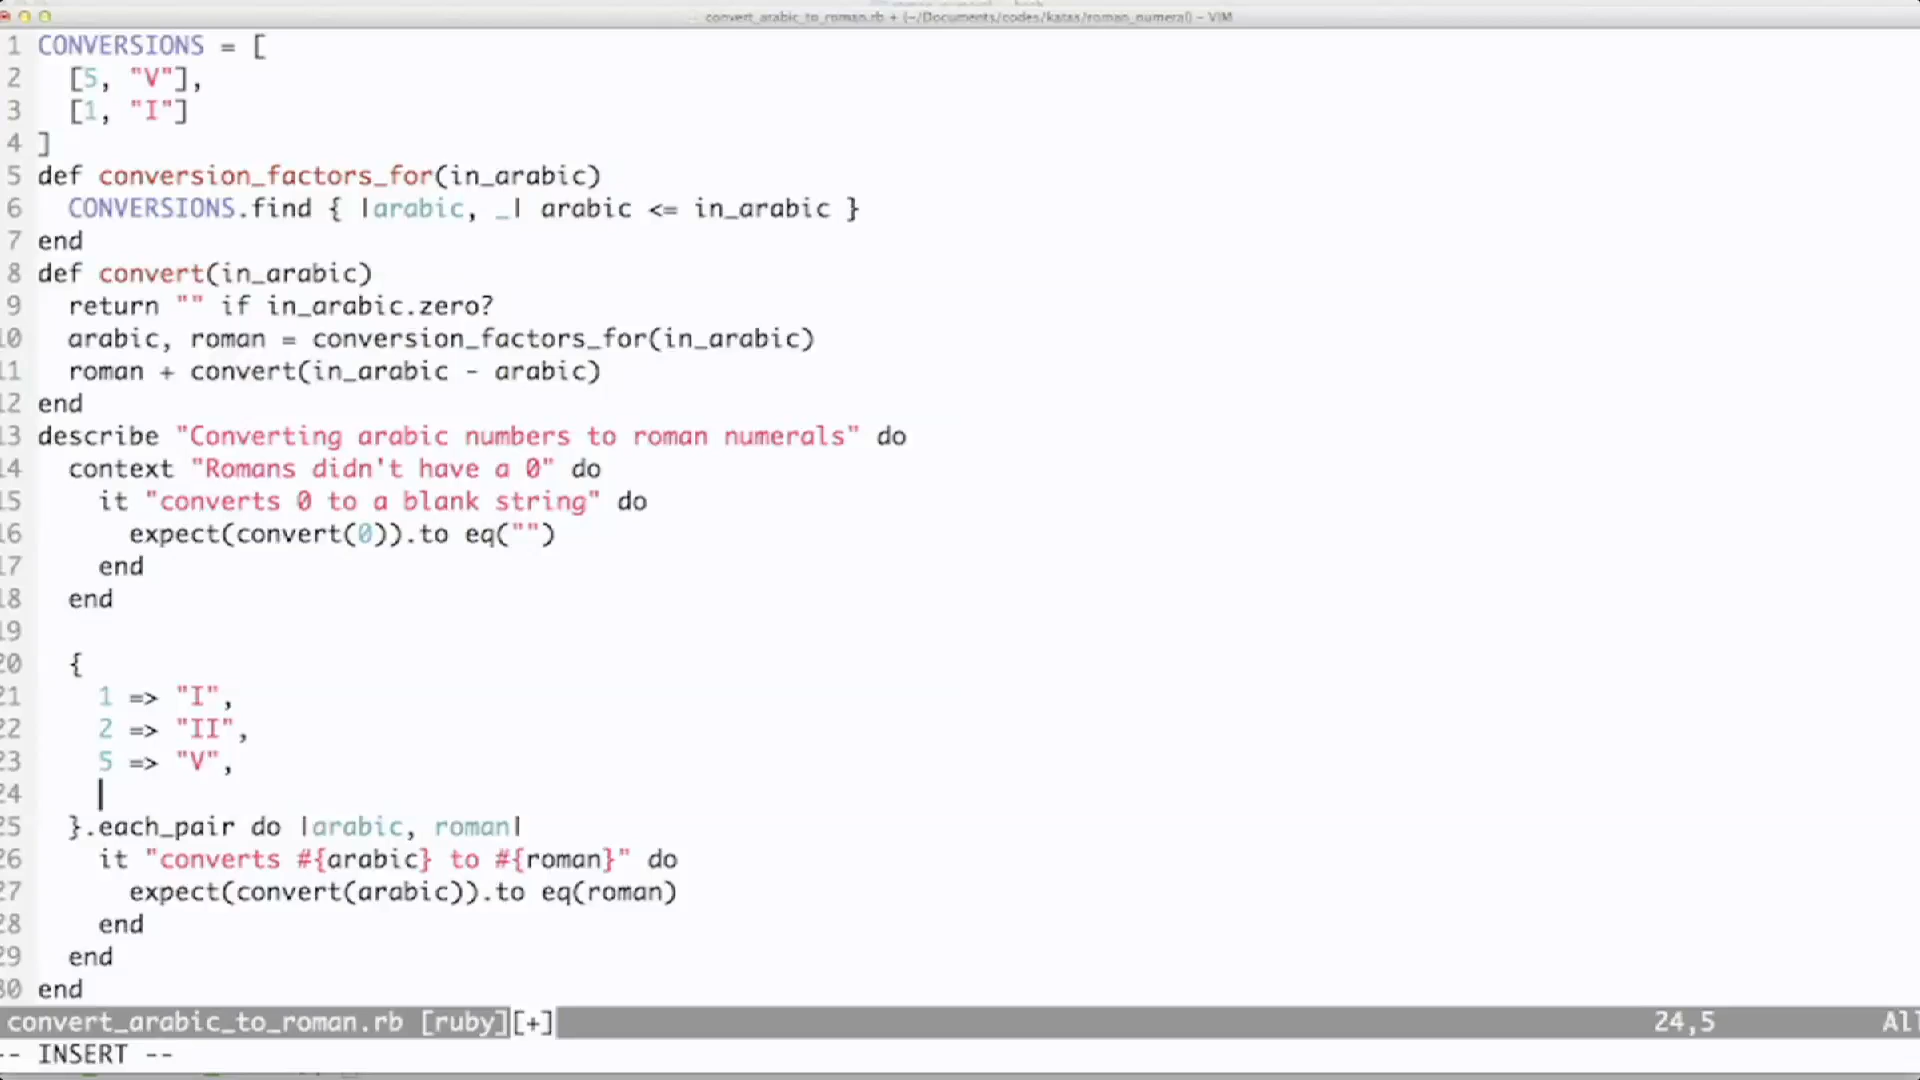 convert_arabic_to_roman.rb + (~/Documents/codes/katas/roman_numeral) - VIM
1 CONVERSIONS = [
2   [5, "V"],
3   [1, "I"]
4 ]
5 def conversion_factors_for(in_arabic)
6   CONVERSIONS.find { |arabic, _| arabic <= in_arabic }
7 end
8 def convert(in_arabic)
9   return "" if in_arabic.zero?
10   arabic, roman = conversion_factors_for(in_arabic)
11   roman + convert(in_arabic - arabic)
12 end
13 describe "Converting arabic numbers to roman numerals" do
14   context "Romans didn't have a 0" do
15     it "converts 0 to a blank string" do
16       expect(convert(0)).to eq("")
17     end
18   end
19
20   {
21     1 => "I",
22     2 => "II",
23     5 => "V",
24
25   }.each_pair do |arabic, roman|
26     it "converts #{arabic} to #{roman}" do
27       expect(convert(arabic)).to eq(roman)
28     end
29   end
30 end
convert_arabic_to_roman.rb [ruby][+] 24,5 All
-- INSERT --